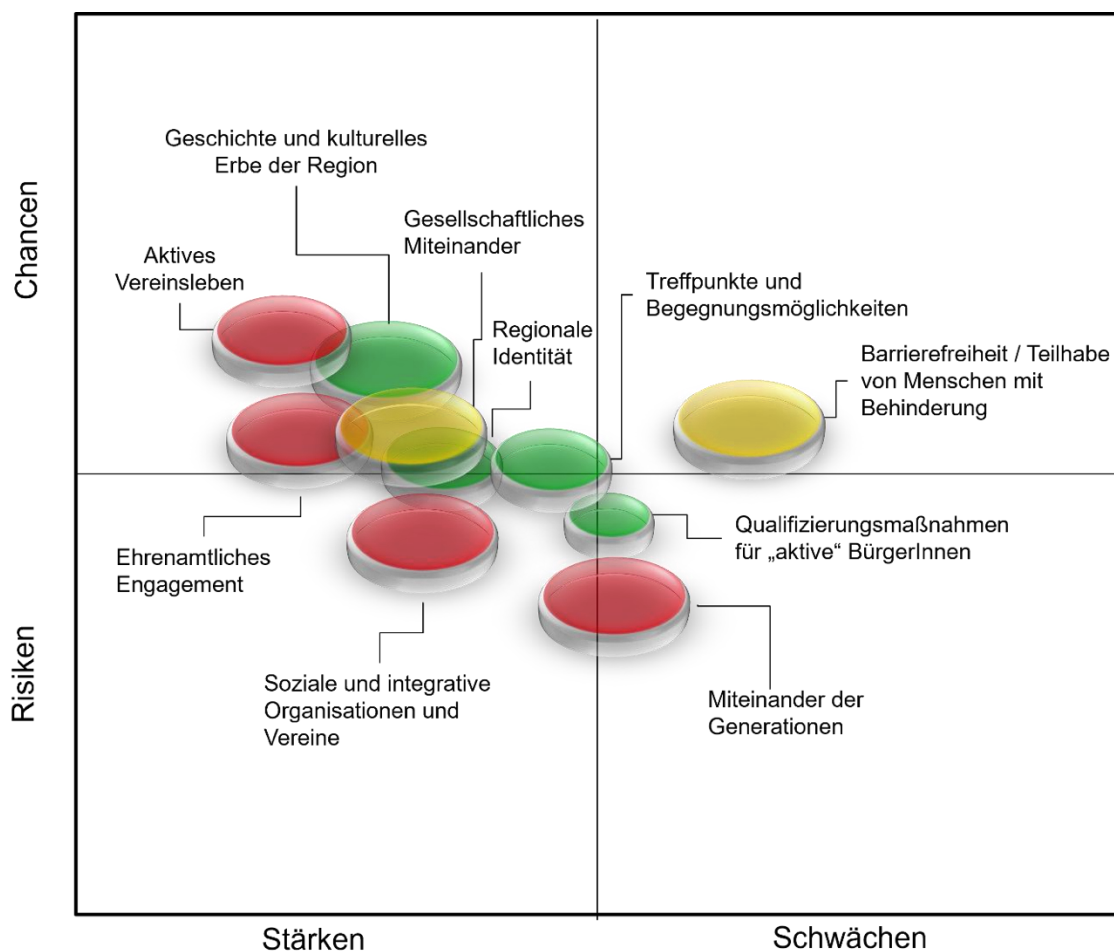 Chancen
Risiken
Geschichte und kulturelles
Erbe der Region
Gesellschaftliches
Miteinander
Aktives
Vereinsleben
Regionale
Identität
Treffpunkte und
Begegnungsmöglichkeiten
Barrierefreiheit / Teilhabe
von Menschen mit
Behinderung
Ehrenamtliches
Engagement
Qualifizierungsmaßnahmen
für „aktive“ BürgerInnen
Soziale und integrative
Organisationen und
Vereine
Miteinander der
Generationen
Stärken
Schwächen